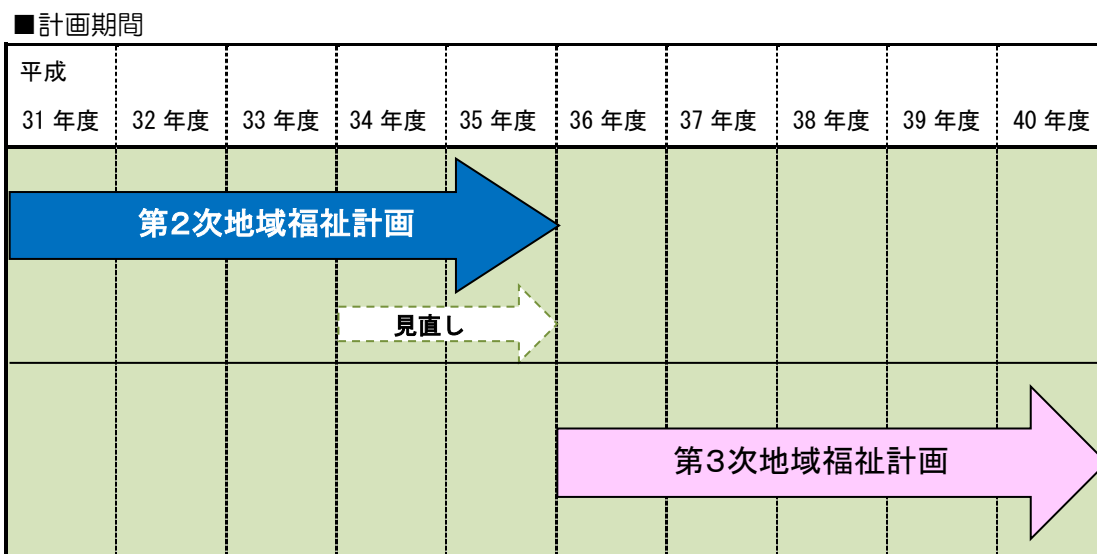 ■計画期間
平成
31 年度 32 年度 33 年度 34 年度 35 年度 36 年度 37 年度 38 年度 39 年度 40 年度
第2次地域福祉計画
見直し
第3次地域福祉計画